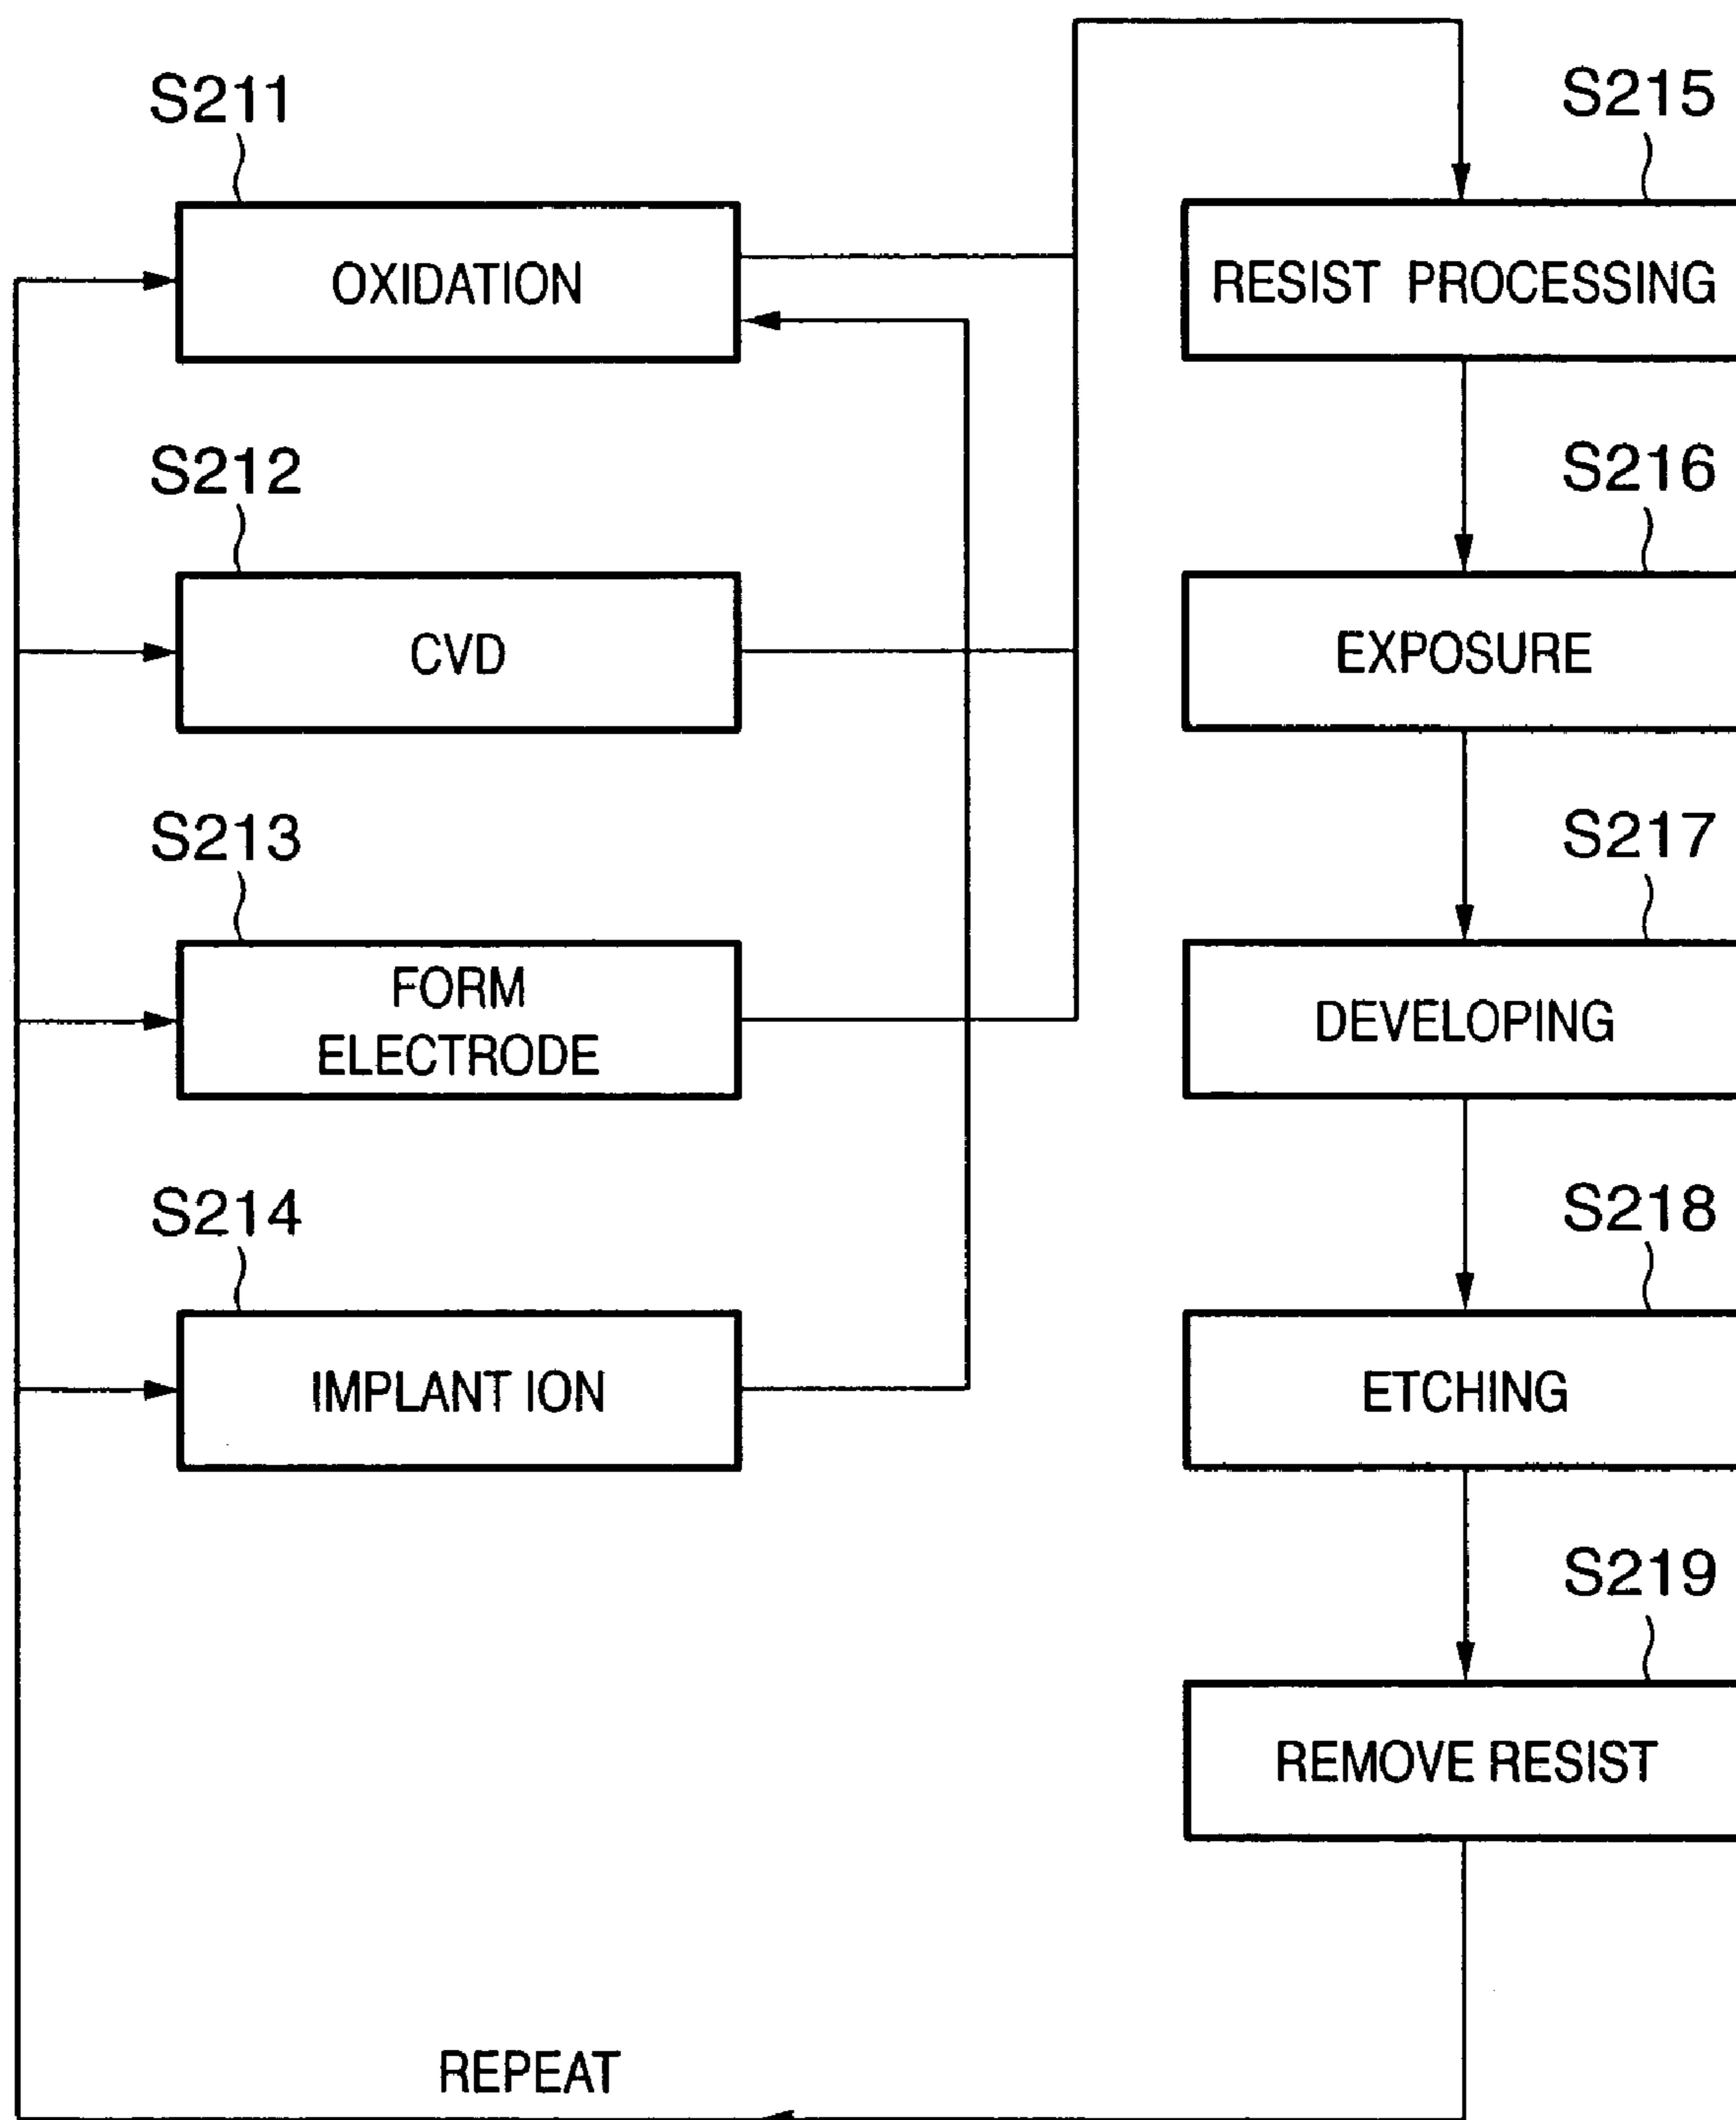 S211
OXIDATION
S212
CVD
S213
FORM
ELECTRODE
S214
IMPLANT ION
S215
RESIST PROCESSING
S216
EXPOSURE
S217
DEVELOPING
S218
ETCHING
S219
REMOVE RESIST
REPEAT